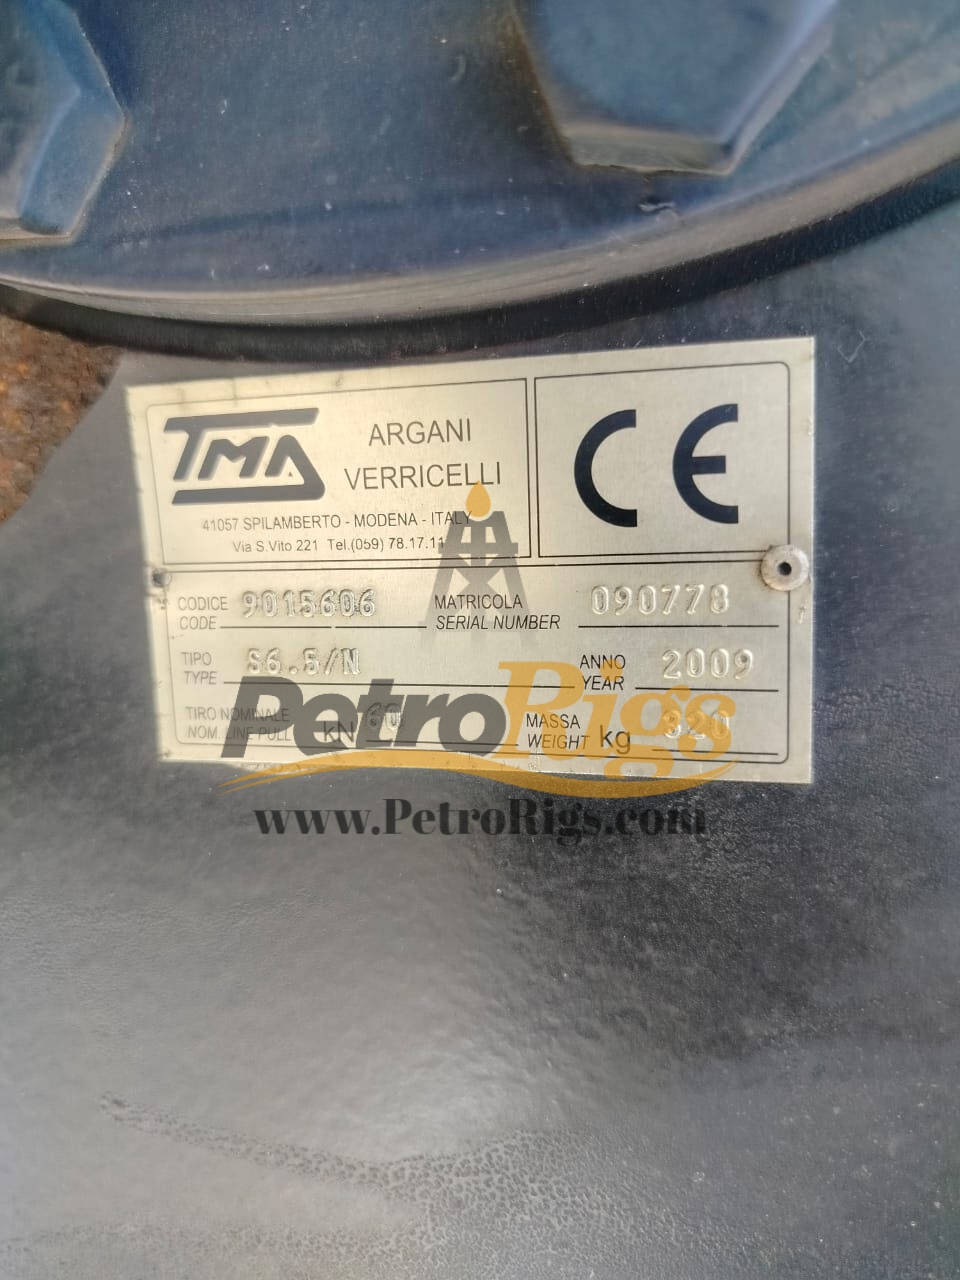 TMA
ARGANI
VERRICELLI
CE
41057 SPILAMBERTO - MODENA - ITALY
Via S.Vito 221 Tel.(059) 78.17.11
CODICE 9015606 MATRICOLA 090778
CODE SERIAL NUMBER
TIPO S6.5/N ANNO 2009
TYPE YEAR
TIRO NOMINALE kN 60 MASSA kg 320
NOM. LINE PULL WEIGHT
PetroRigs
www.PetroRigs.com